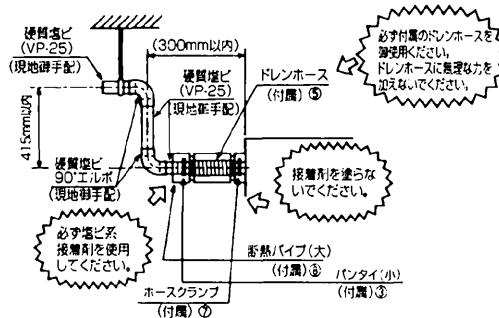 硬質塩ビ
(VP-25)
(現地御手配)
(300mm以内)
硬質塩ビ
(VP-25)
(現地御手配)
ドレンホース
(付属)⑤
必ず付属のドレンホースを
御使用ください。
ドレンホースに無理な力を
加えないでください。
415mm以内
硬質塩ビ
90°エルボ
(現地御手配)
接着剤を塗らな
いでください。
必ず塩ビ系
接着剤を使用
してください。
断熱パイプ(大)
(付属)⑥
バンタイ(小)
(付属)③
ホースクランプ
(付属)⑦